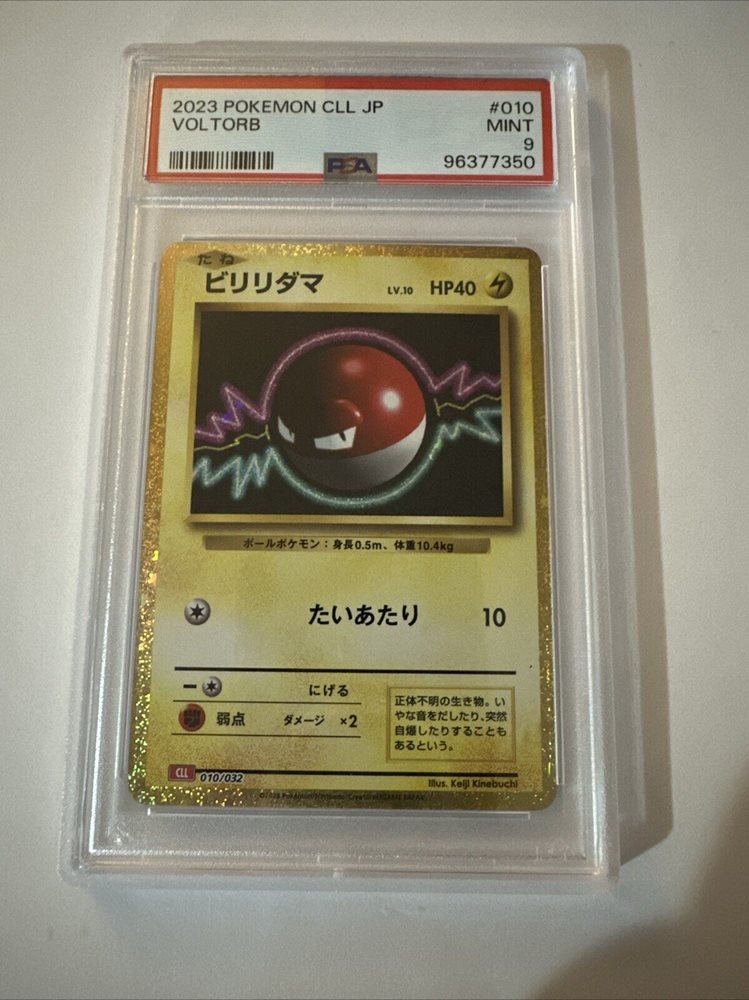 2023 POKEMON CLL JP #010
VOLTORB MINT
9
PSA 96377350
たね
ビリリダマ LV.10 HP40
ボールポケモン：身長0.5m、体重10.4kg
たいあたり 10
にげる
弱点 ダメージ ×2
正体不明の生き物。い
やな音をだしたり、突然
自爆したりすることも
あるという。
CLL 010/032
Illus. Keiji Kinebuchi